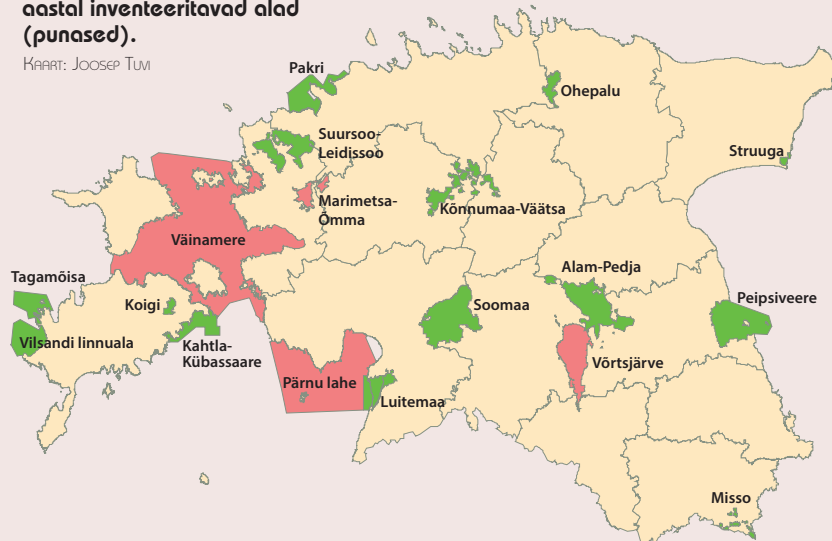 aastal inventeeritavad alad
(punased).
Kaart: Joosep Tuvi
Pakri
Ohepalu
Suursoo-
Leidissoo
Struuga
Marimetsa-
Õmma
Kõnnumaa-Väätsa
Väinamere
Alam-Pedja
Tagamõisa
Koigi
Soomaa
Peipsiveere
Vilsandi linnuala
Kahtla-
Kübassaare
Võrtsjärve
Pärnu lahe
Luitemaa
Misso